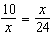 10/x = x/24